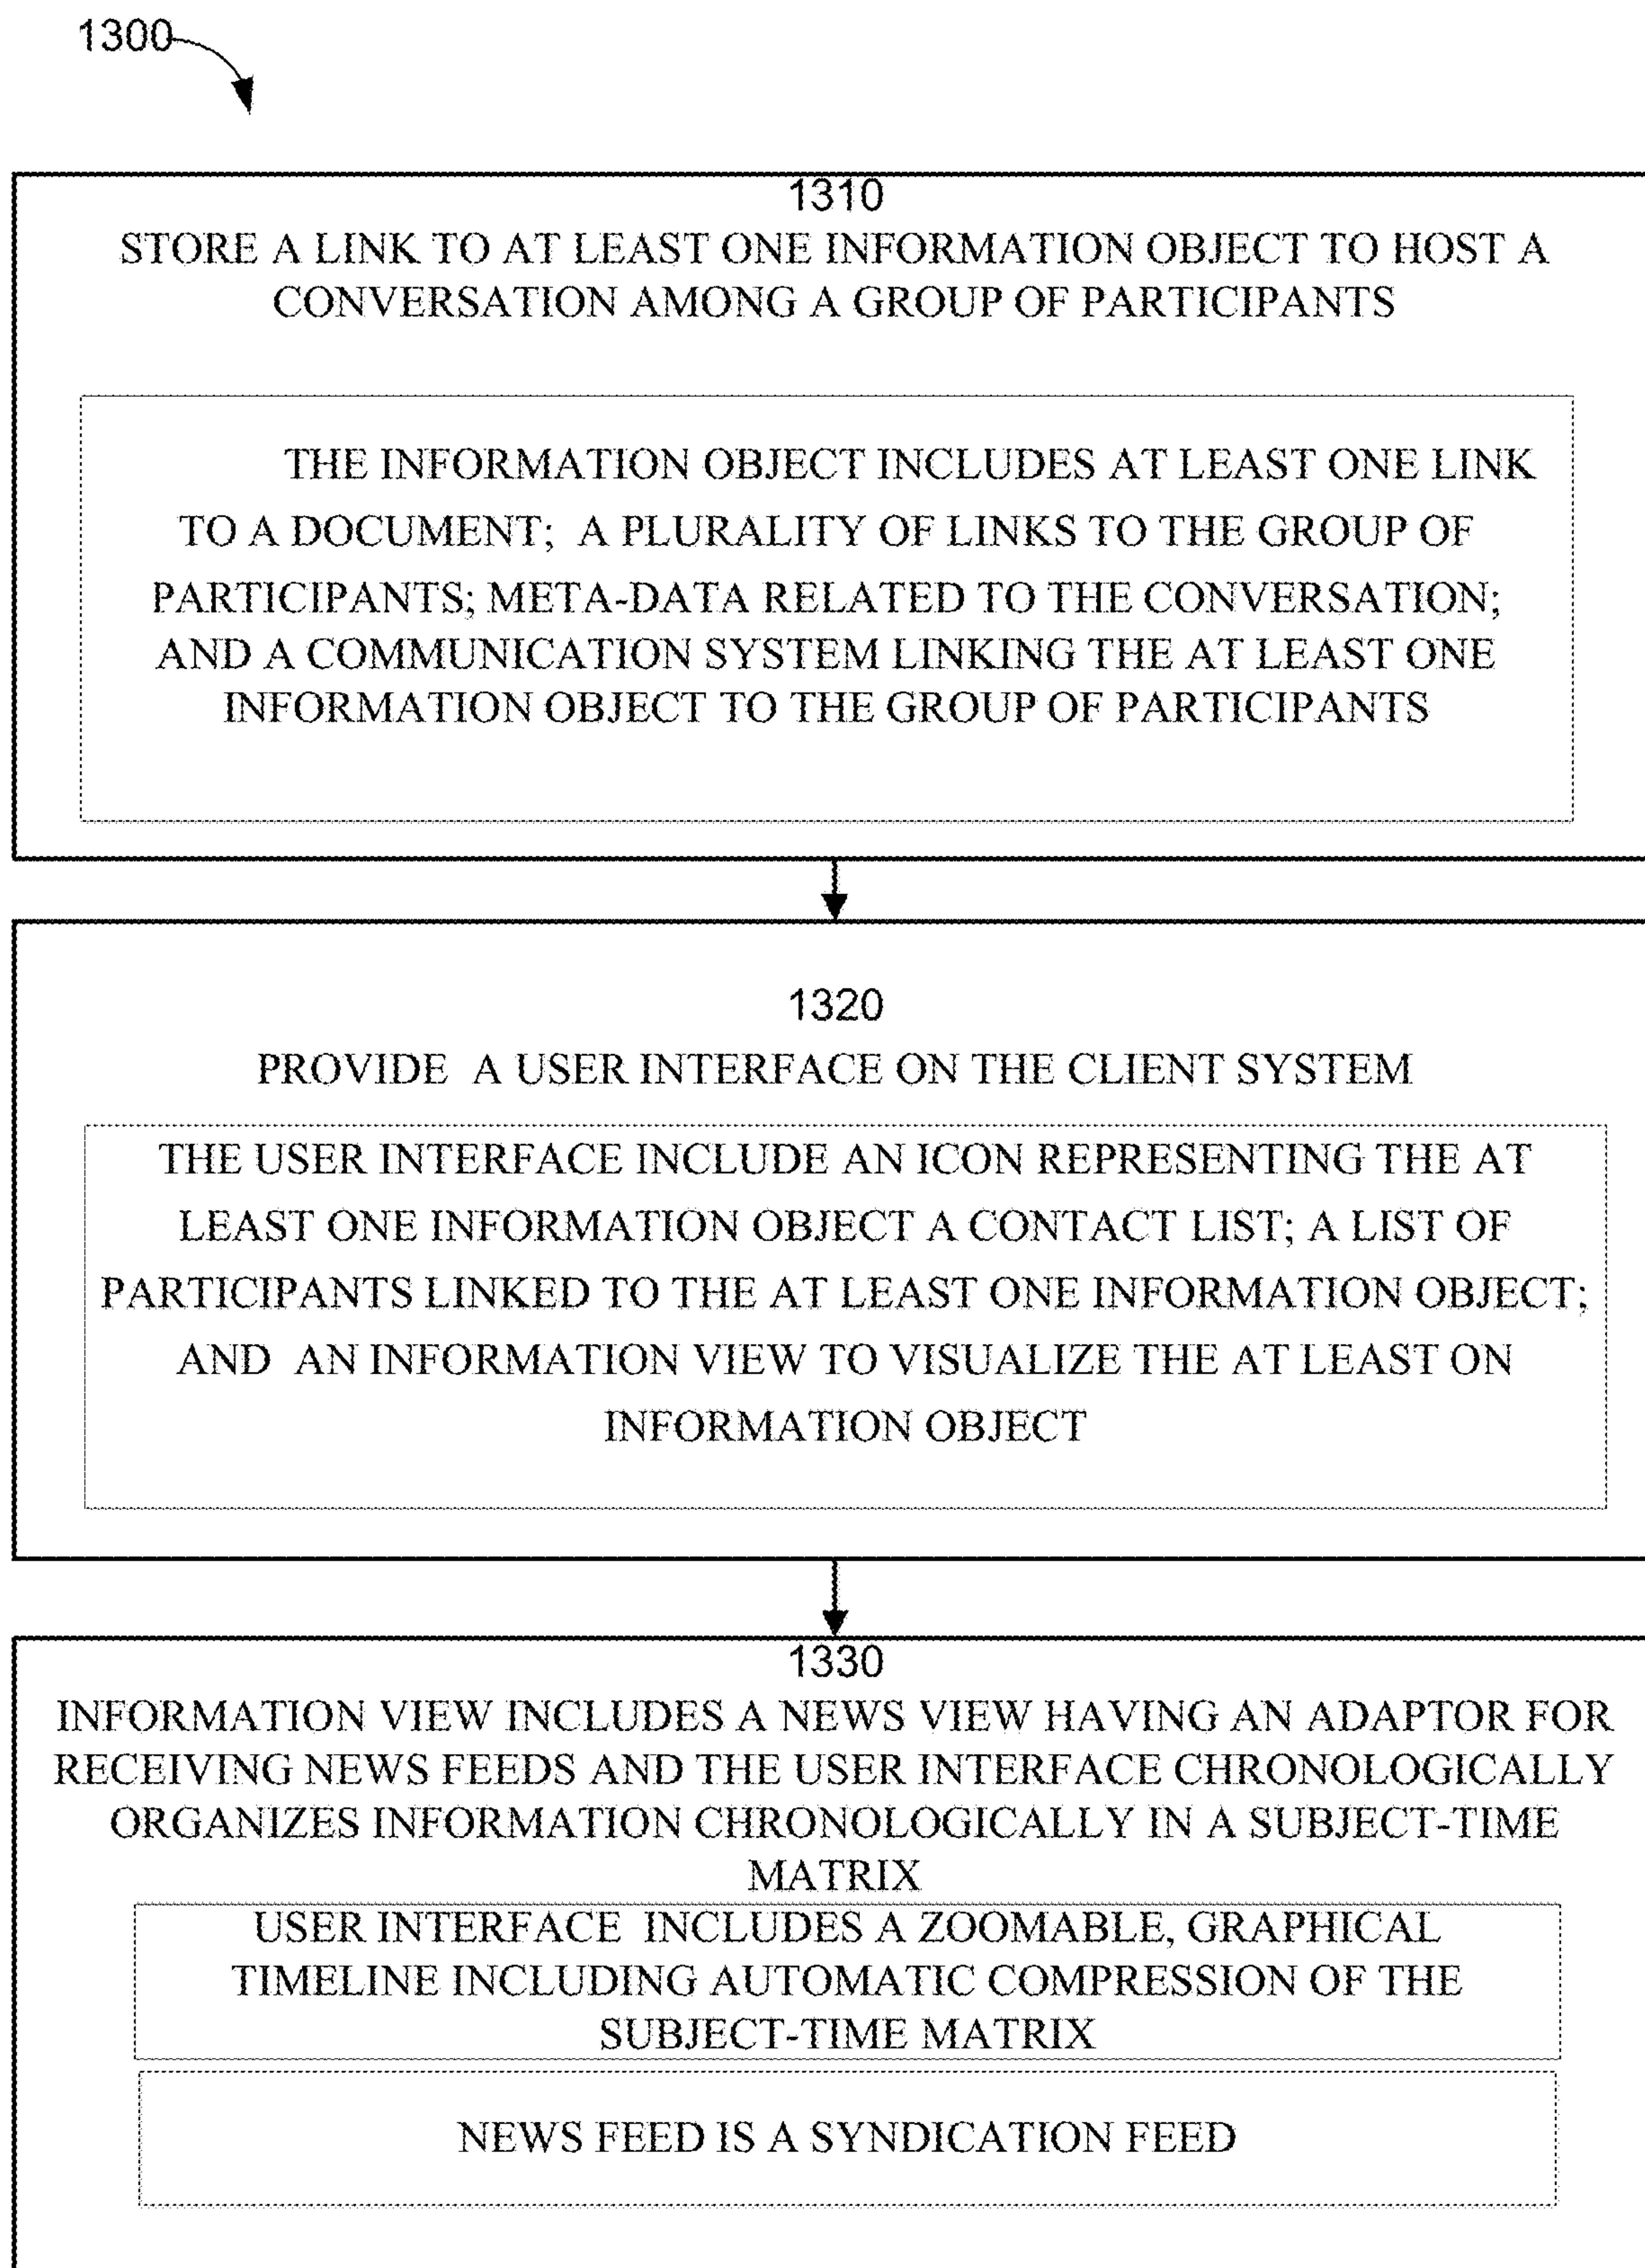 1300
1310
STORE A LINK TO AT LEAST ONE INFORMATION OBJECT TO HOST A
CONVERSATION AMONG A GROUP OF PARTICIPANTS
THE INFORMATION OBJECT INCLUDES AT LEAST ONE LINK
TO A DOCUMENT; A PLURALITY OF LINKS TO THE GROUP OF
PARTICIPANTS; META-DATA RELATED TO THE CONVERSATION;
AND A COMMUNICATION SYSTEM LINKING THE AT LEAST ONE
INFORMATION OBJECT TO THE GROUP OF PARTICIPANTS
1320
PROVIDE A USER INTERFACE ON THE CLIENT SYSTEM
THE USER INTERFACE INCLUDE AN ICON REPRESENTING THE AT
LEAST ONE INFORMATION OBJECT A CONTACT LIST; A LIST OF
PARTICIPANTS LINKED TO THE AT LEAST ONE INFORMATION OBJECT;
AND AN INFORMATION VIEW TO VISUALIZE THE AT LEAST ON
INFORMATION OBJECT
1330
INFORMATION VIEW INCLUDES A NEWS VIEW HAVING AN ADAPTOR FOR
RECEIVING NEWS FEEDS AND THE USER INTERFACE CHRONOLOGICALLY
ORGANIZES INFORMATION CHRONOLOGICALLY IN A SUBJECT-TIME
MATRIX
USER INTERFACE INCLUDES A ZOOMABLE, GRAPHICAL
TIMELINE INCLUDING AUTOMATIC COMPRESSION OF THE
SUBJECT-TIME MATRIX
NEWS FEED IS A SYNDICATION FEED